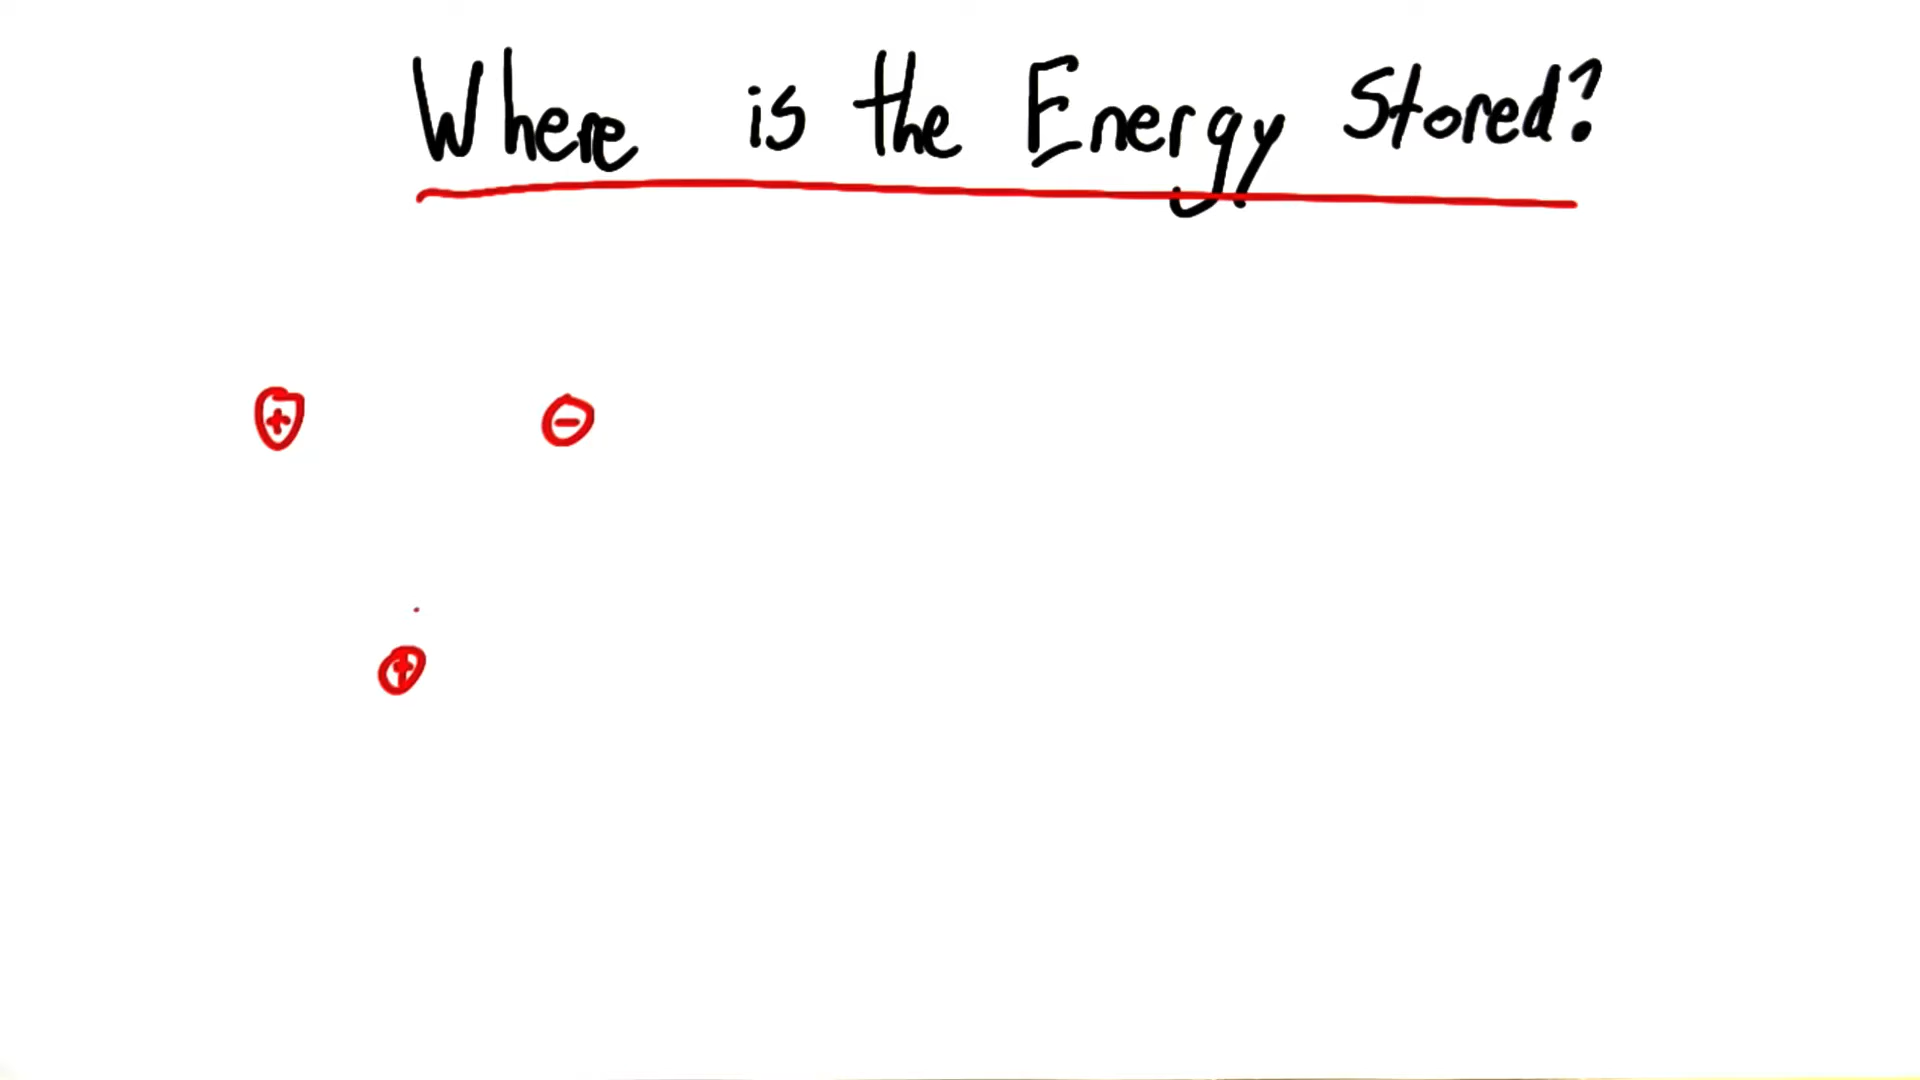 Where is the Energy Stored?
+ -
+